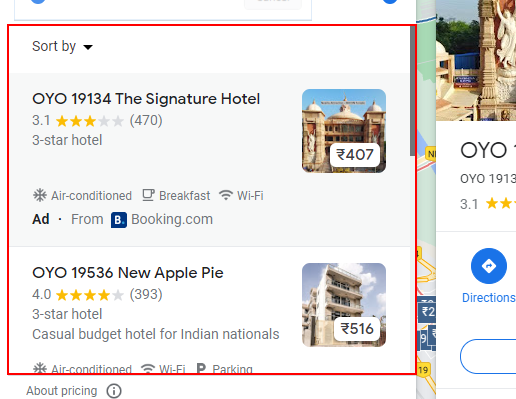 Sort by
OYO 19134 The Signature Hotel
3.1 (470)
3-star hotel
₹407
Air-conditioned Breakfast Wi-Fi
Ad · From B. Booking.com
OYO 19536 New Apple Pie
4.0 (393)
3-star hotel
Casual budget hotel for Indian nationals
₹516
Air-conditioned Wi-Fi P Parking
About pricing
OYO 1
OYO 1913
3.1
Directions
19